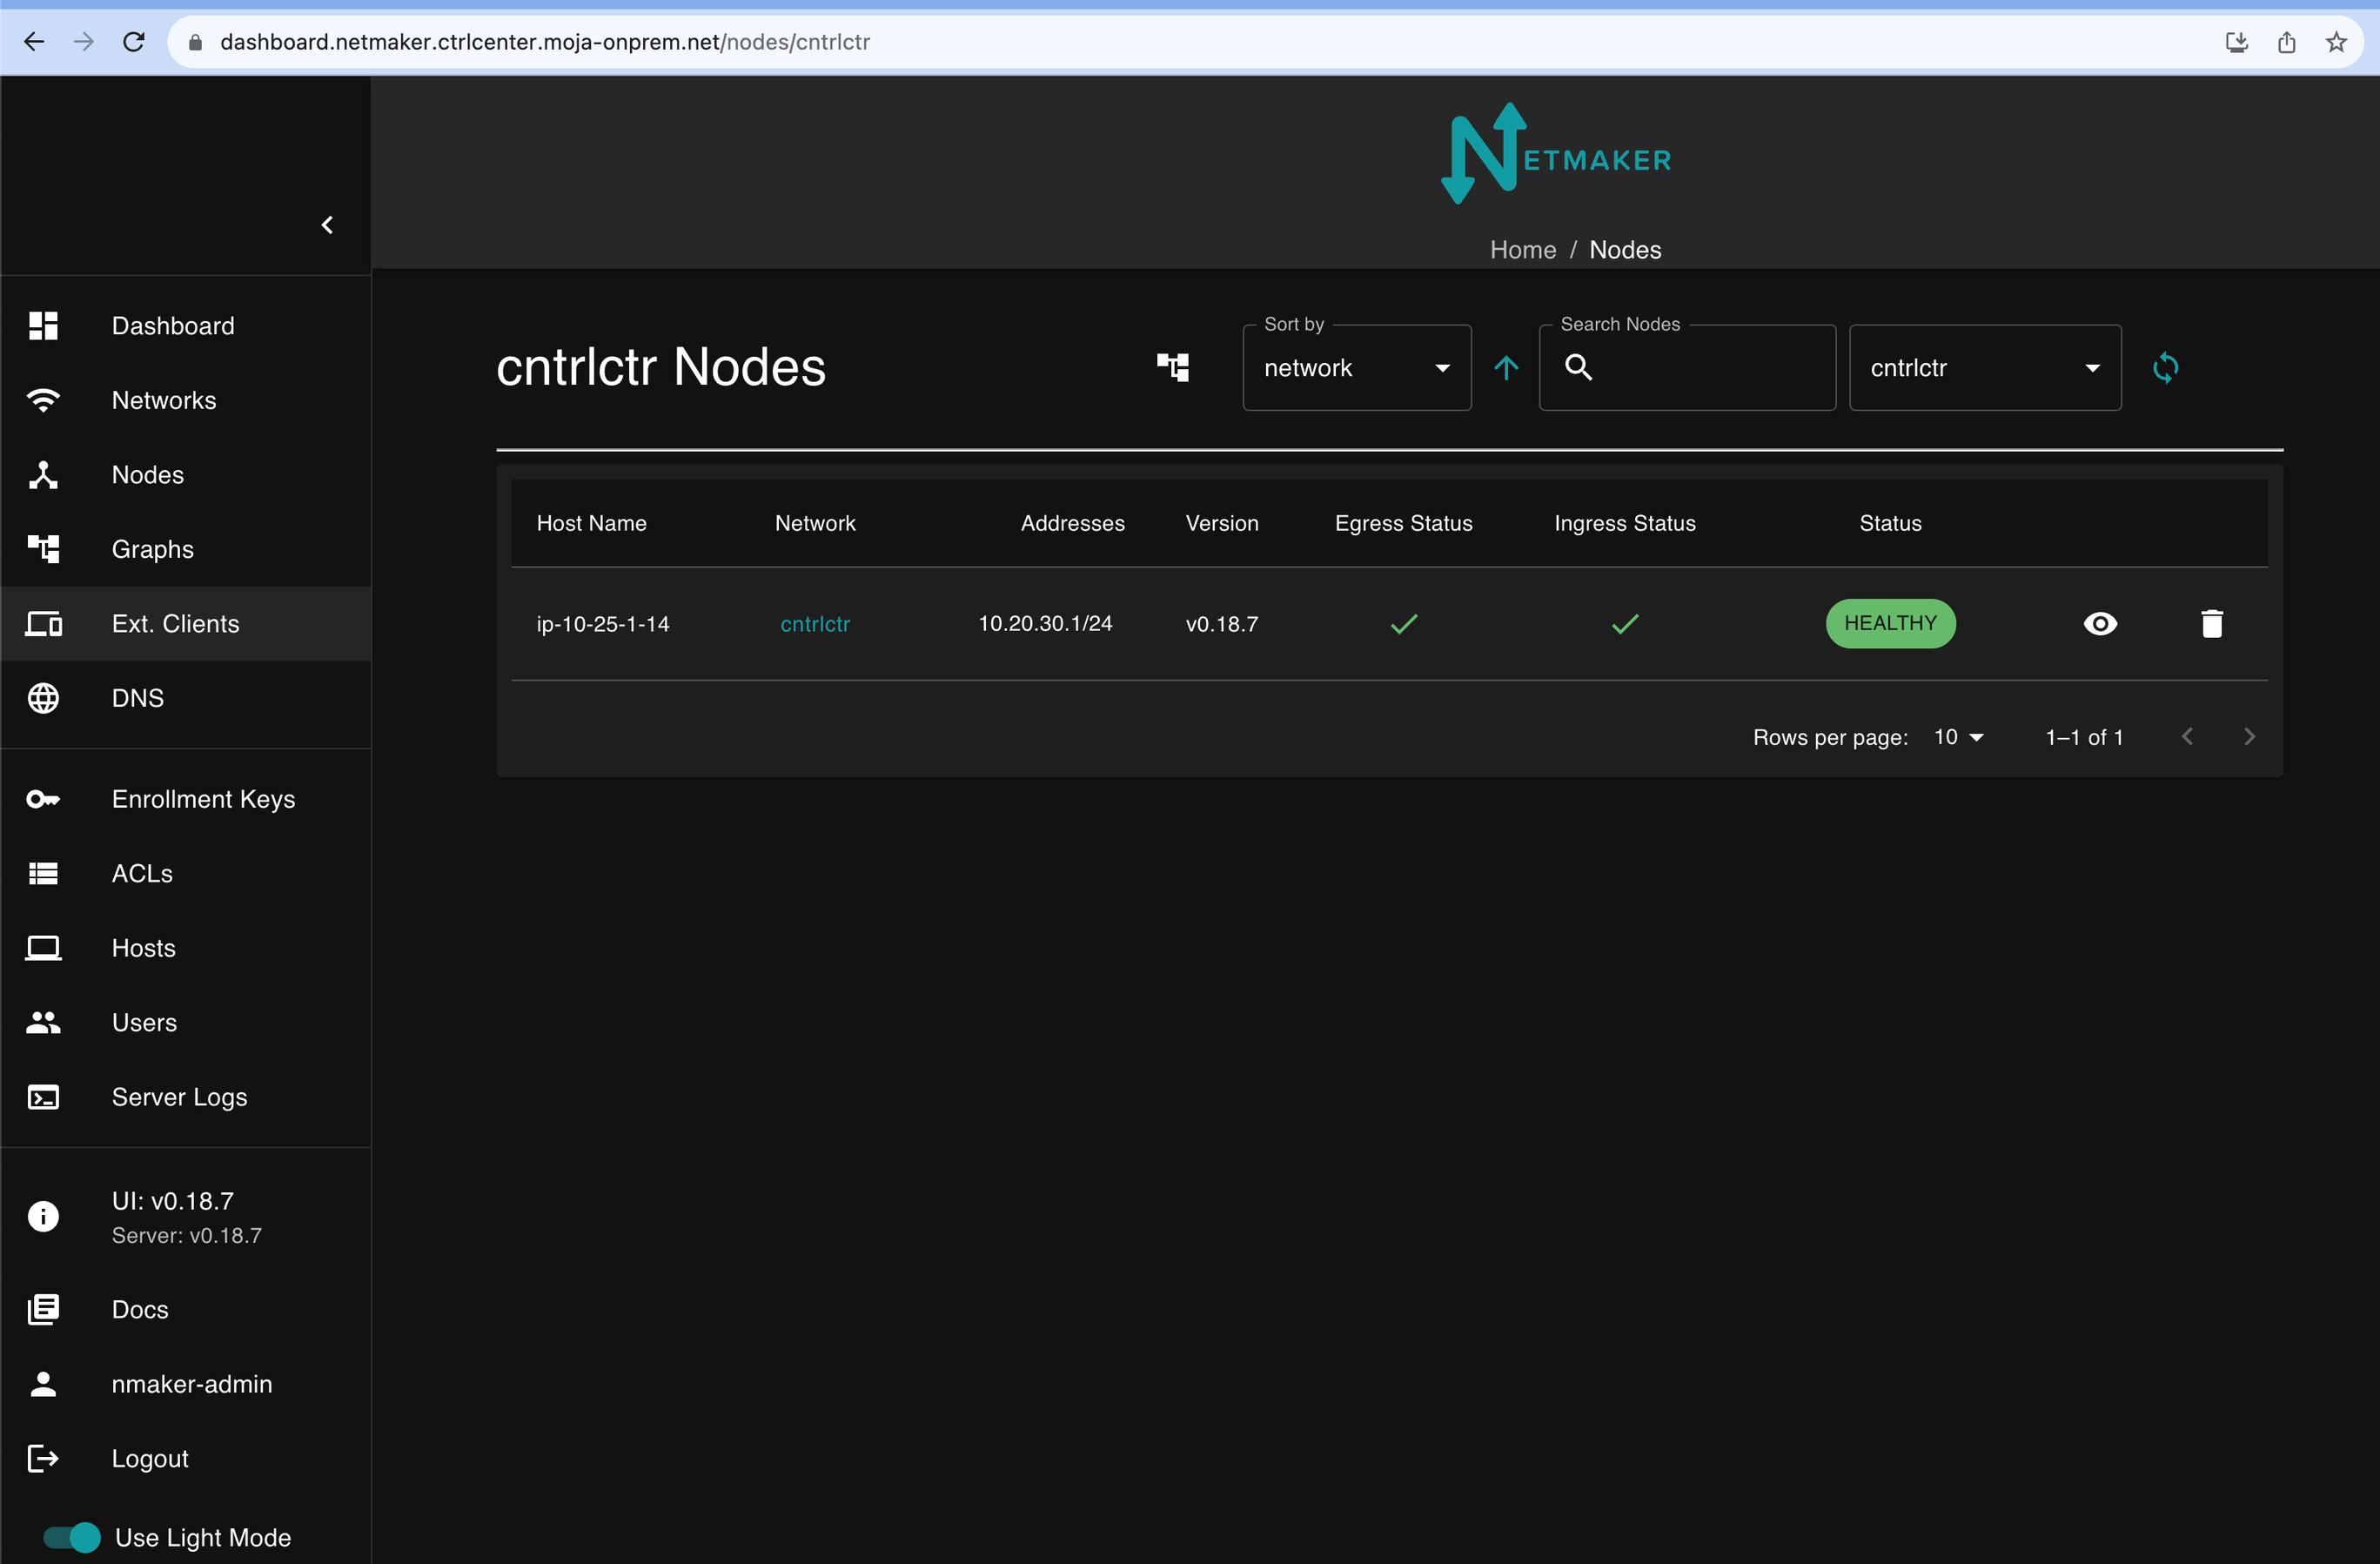 dashboard.netmaker.ctrlcenter.moja-onprem.net/nodes/cntrlctr
NETMAKER
Home / Nodes
Dashboard
Networks
Nodes
Graphs
Ext. Clients
DNS
Enrollment Keys
ACLs
Hosts
Users
Server Logs
UI: v0.18.7
Server: v0.18.7
Docs
nmaker-admin
Logout
Use Light Mode
cntrlctr Nodes
Sort by
network
Search Nodes
cntrlctr
Host Name Network Addresses Version Egress Status Ingress Status Status
ip-10-25-1-14 cntrlctr 10.20.30.1/24 v0.18.7 HEALTHY
Rows per page: 10 1–1 of 1